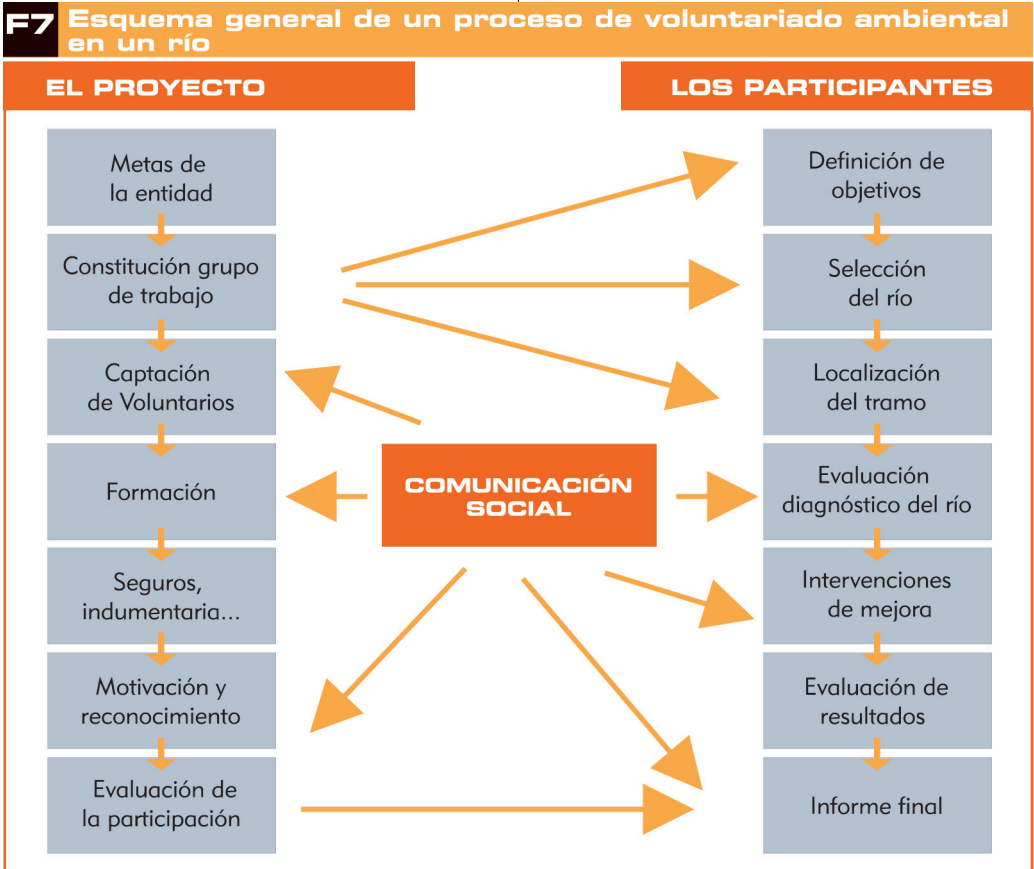 F7
Esquema general de un proceso de voluntariado ambiental
en un río
EL PROYECTO
LOS PARTICIPANTES
Metas de
la entidad
Constitución grupo
de trabajo
Captación
de Voluntarios
Formación
Seguros,
indumentaria...
Motivación y
reconocimiento
Evaluación de
la participación
COMUNICACIÓN
SOCIAL
Definición de
objetivos
Selección
del río
Localización
del tramo
Evaluación
diagnóstico del río
Intervenciones
de mejora
Evaluación de
resultados
Informe final